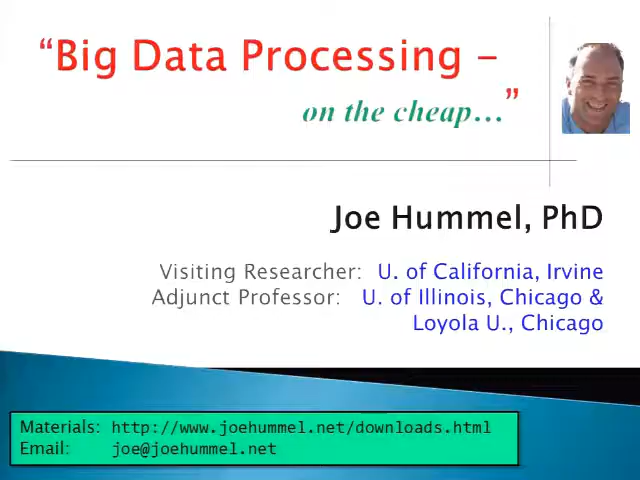 “Big Data Processing –
on the cheap…”
Joe Hummel, PhD
Visiting Researcher: U. of California, Irvine
Adjunct Professor: U. of Illinois, Chicago &
Loyola U., Chicago
Materials: http://www.joehummel.net/downloads.html
Email: joe@joehummel.net